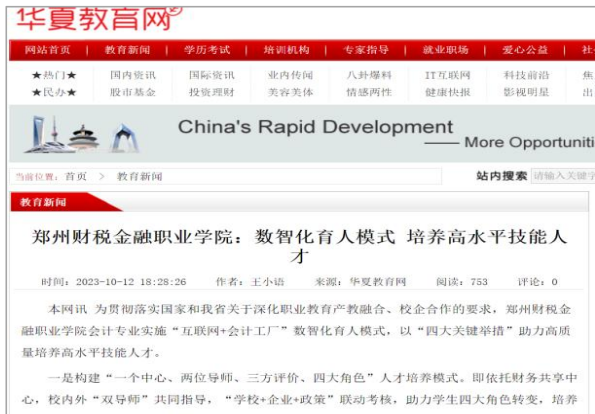 华夏教育网
网站首页 | 教育新闻 | 学历考试 | 培训机构 | 专家指导 | 就业职场 | 爱心公益 | 社
★热门★ 国内资讯 国际资讯 业内传闻 八卦爆料 IT互联网 科技前沿 焦
★民办★ 股市基金 投资理财 美容美体 情感两性 健康快报 影视明星 出
China's Rapid Development
—— More Opportuniti
当前位置：首页 > 教育新闻 站内搜索 请输入关键字
教育新闻
郑州财税金融职业学院：数智化育人模式 培养高水平技能人
才
时间：2023-10-12 18:28:26 作者：王小语 来源：华夏教育网 阅读：753 评论：0
本网讯 为贯彻落实国家和我省关于深化职业教育产教融合、校企合作的要求，郑州财税金
融职业学院会计专业实施“互联网+会计工厂”数智化育人模式，以“四大关键举措”助力高质
量培养高水平技能人才。
一是构建“一个中心、两位导师、三方评价、四大角色”人才培养模式。即依托财务共享中
心，校内外“双导师”共同指导，“学校+企业+政策”联动考核，助力学生四大角色转变，培养